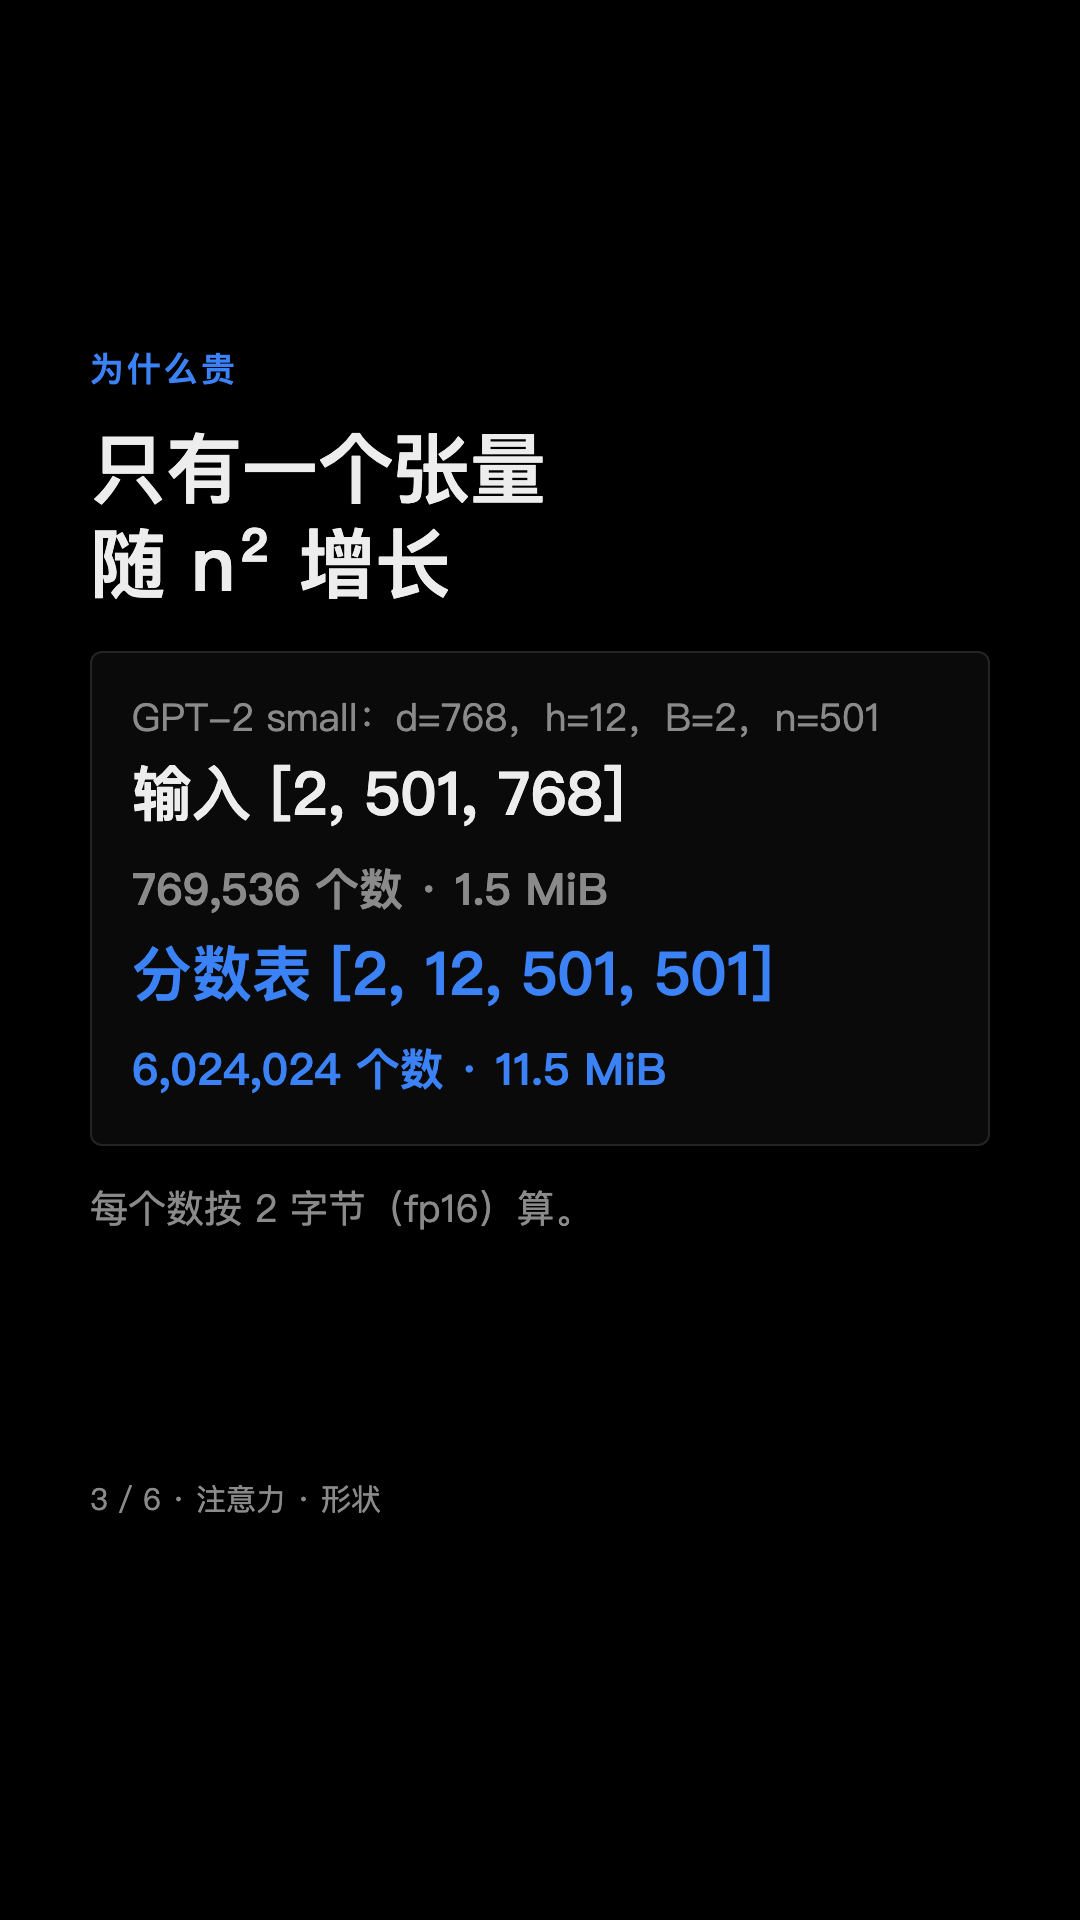 为什么贵
只有一个张量
随 n² 增长
GPT-2 small：d=768，h=12，B=2，n=501
输入 [2, 501, 768]
769,536 个数 · 1.5 MiB
分数表 [2, 12, 501, 501]
6,024,024 个数 · 11.5 MiB
每个数按 2 字节（fp16）算。
3 / 6 · 注意力 · 形状